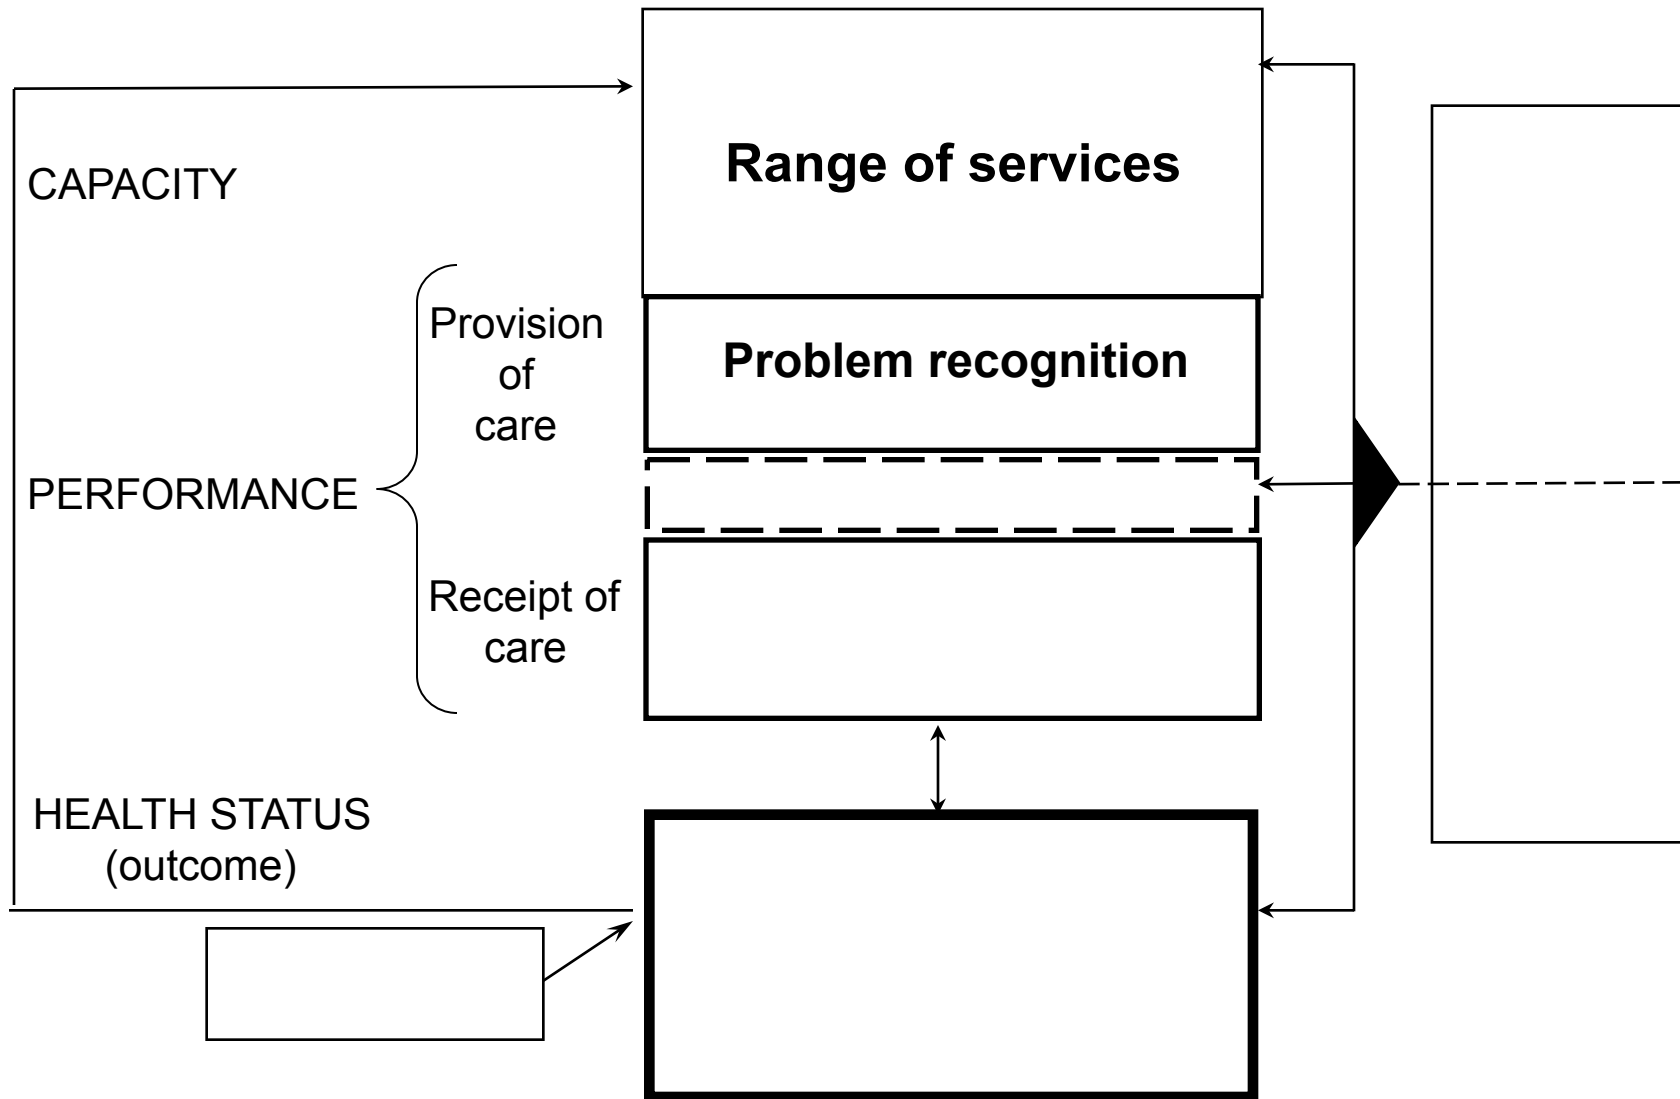 Range of services
CAPACITY
Provision
of
care
Problem recognition
PERFORMANCE
Receipt of
care
HEALTH STATUS
(outcome)